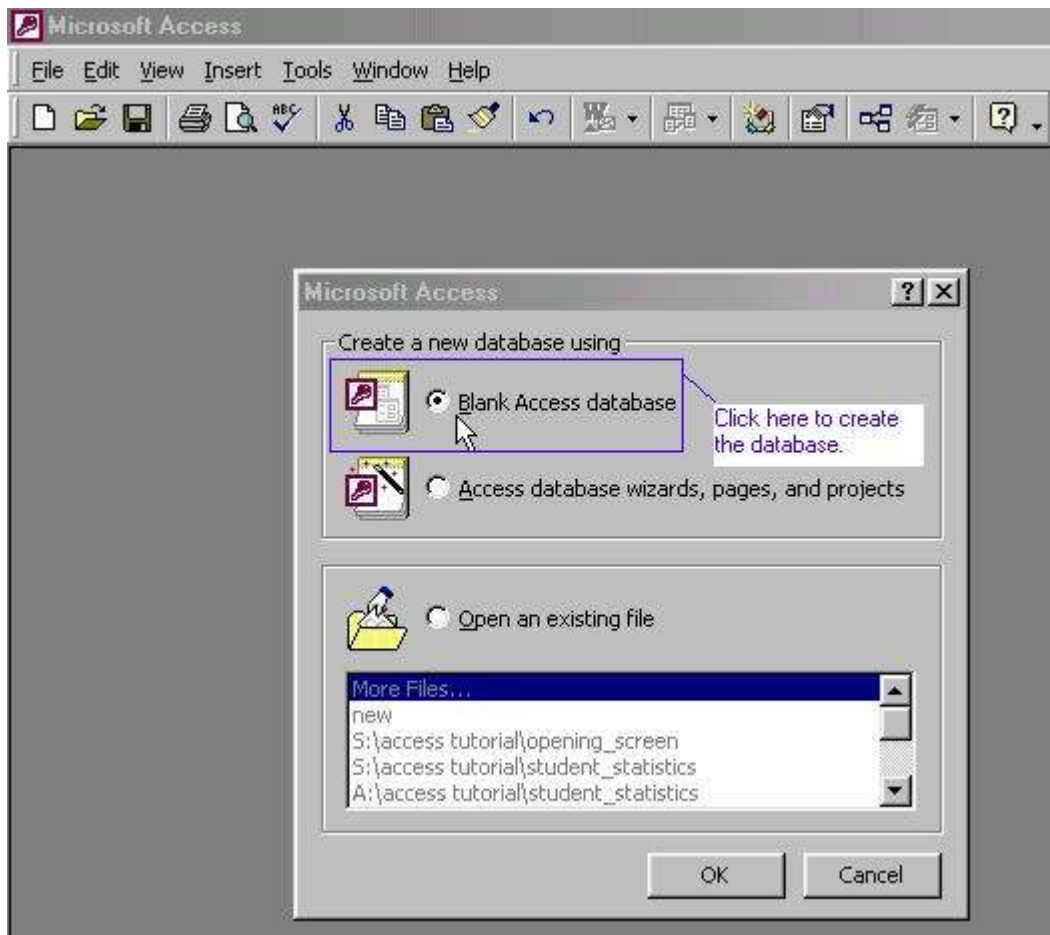 Microsoft Access
File Edit View Insert Tools Window Help
ABC
Microsoft Access
Create a new database using
Blank Access database
Click here to create
the database.
Access database wizards, pages, and projects
Open an existing file
More Files...
new
S:\access tutorial\opening_screen
S:\access tutorial\student_statistics
A:\access tutorial\student_statistics
OK Cancel